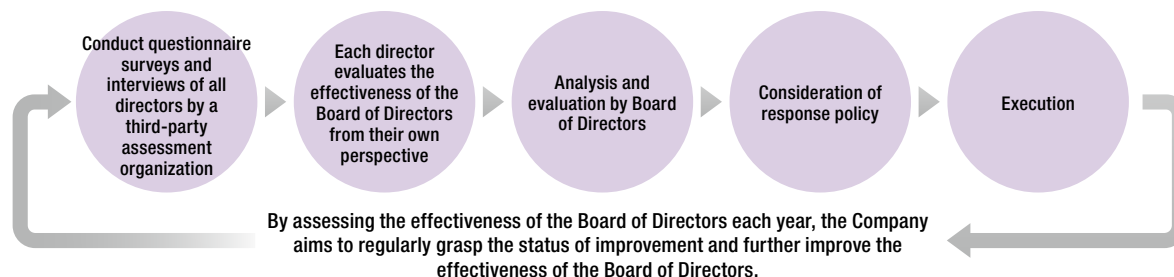 Conduct questionnaire
surveys and
interviews of all
directors by a
third-party
assessment
organization
Each director
evaluates the
effectiveness of the
Board of Directors
from their own
perspective
Analysis and
evaluation by Board
of Directors
Consideration of
response policy
Execution
By assessing the effectiveness of the Board of Directors each year, the Company
aims to regularly grasp the status of improvement and further improve the
effectiveness of the Board of Directors.